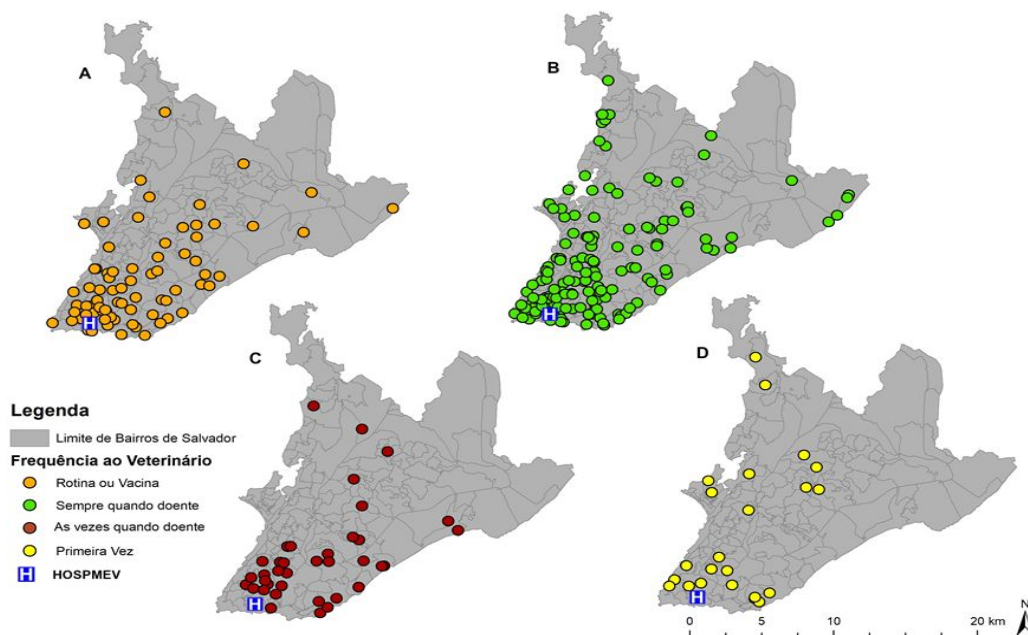 A
B
C
D
Legenda
Limite de Bairros de Salvador
Frequência ao Veterinário
Rotina ou Vacina
Sempre quando doente
As vezes quando doente
Primeira Vez
H HOSPMEV
H
H
H
H
N
0 5 10 20 km